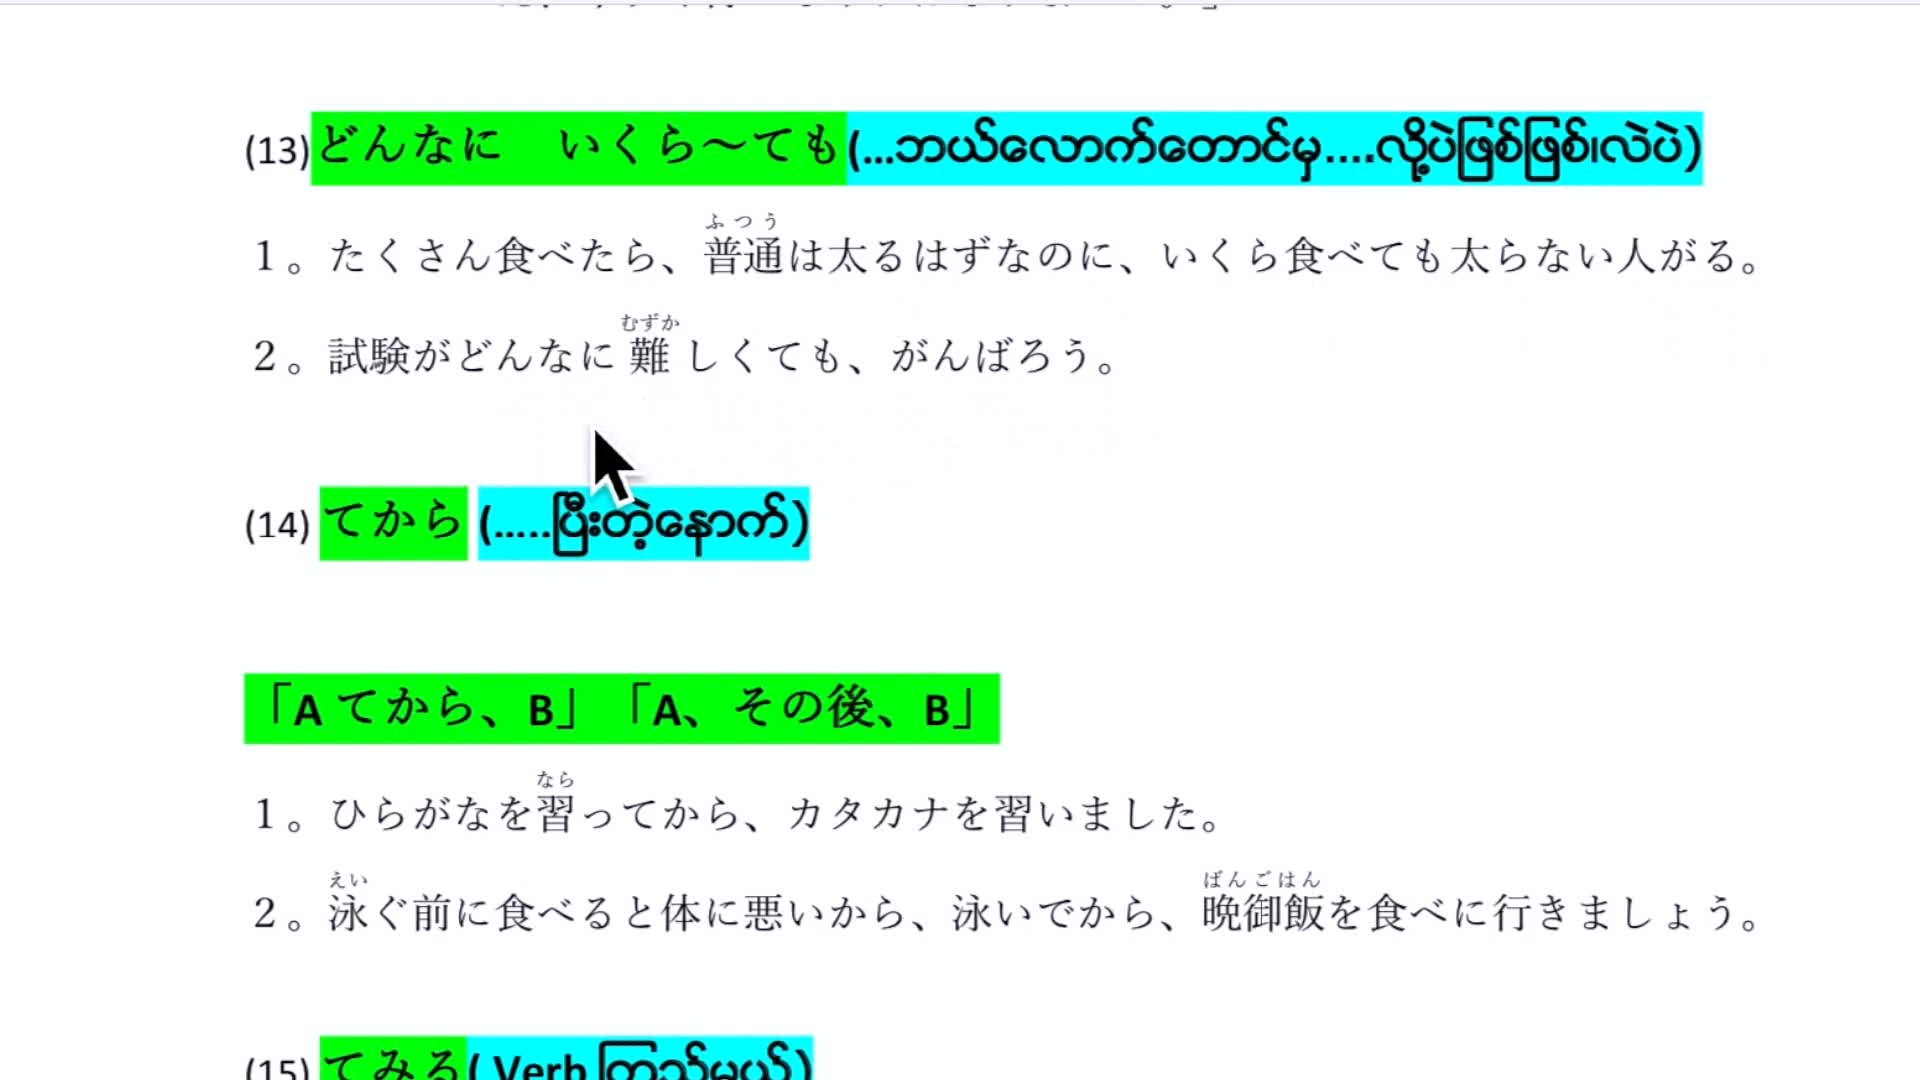 (13)どんなに　いくら～ても(...ဘယ်လောက်တောင်မှ....လို့ပဲဖြစ်ဖြစ်၊လဲပဲ)
ふつう
１。たくさん食べたら、普通は太るはずなのに、いくら食べても太らない人がる。
むずか
２。試験がどんなに難しくても、がんばろう。
(14) てから (.....ပြီးတဲ့နောက်)
「A てから、B」「A、その後、B」
なら
１。ひらがなを習ってから、カタカナを習いました。
えい ばんごはん
２。泳ぐ前に食べると体に悪いから、泳いでから、晩御飯を食べに行きましょう。
(15) てみる( Verb ကြည့်မယ်)